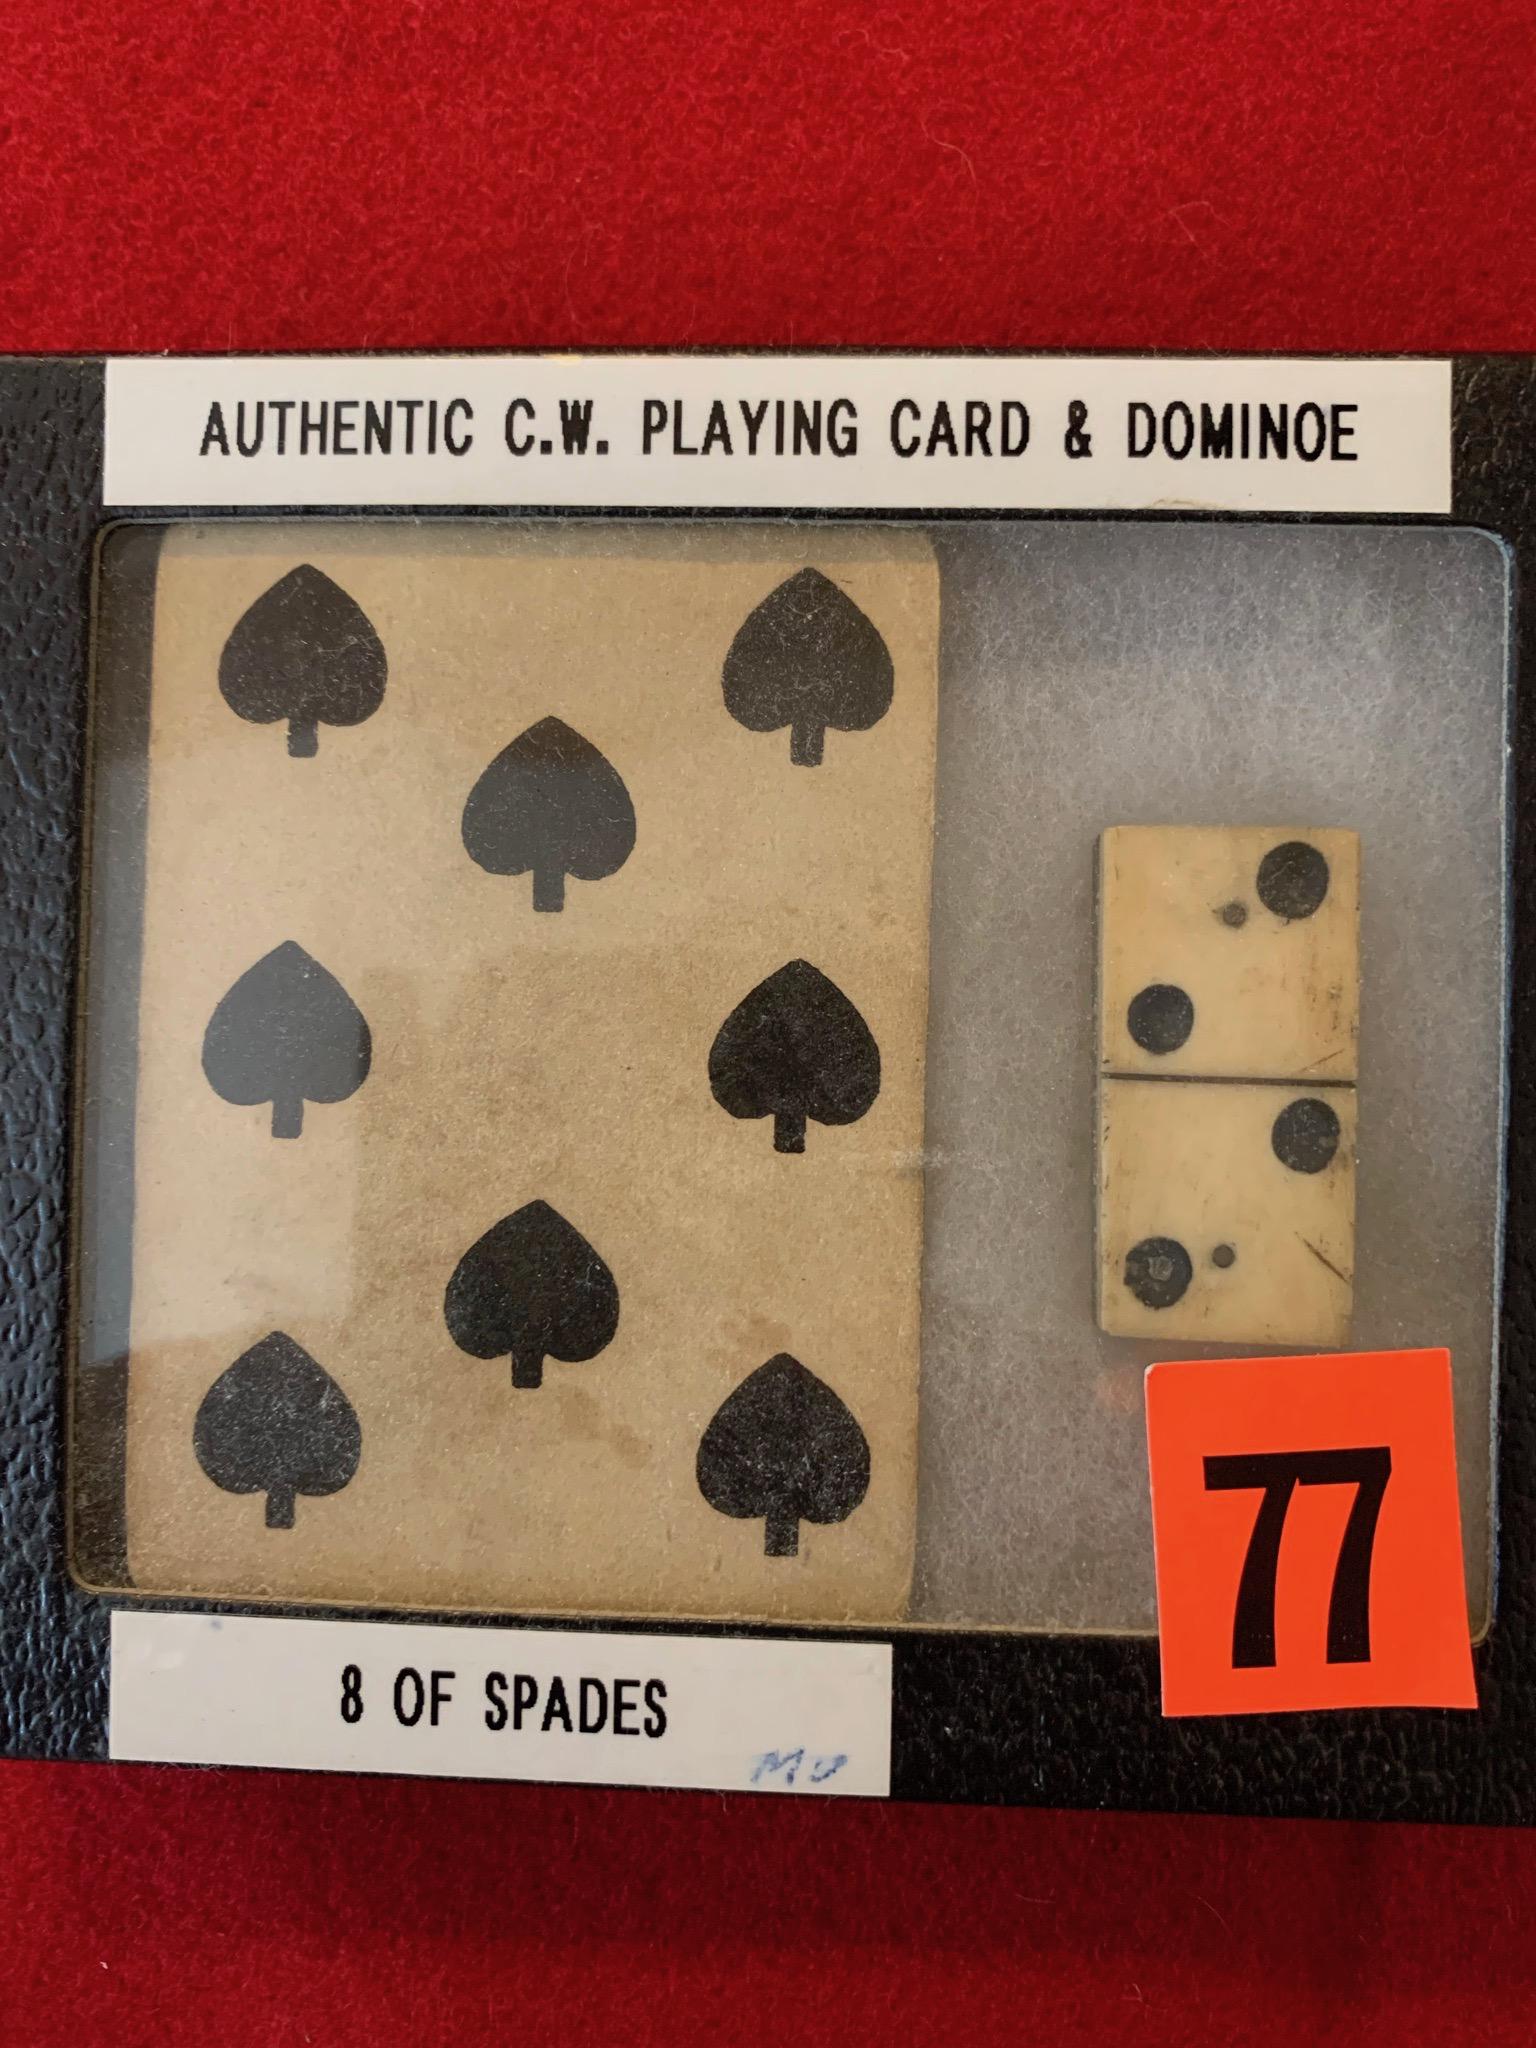 AUTHENTIC C.W. PLAYING CARD & DOMINOE
77
8 OF SPADES